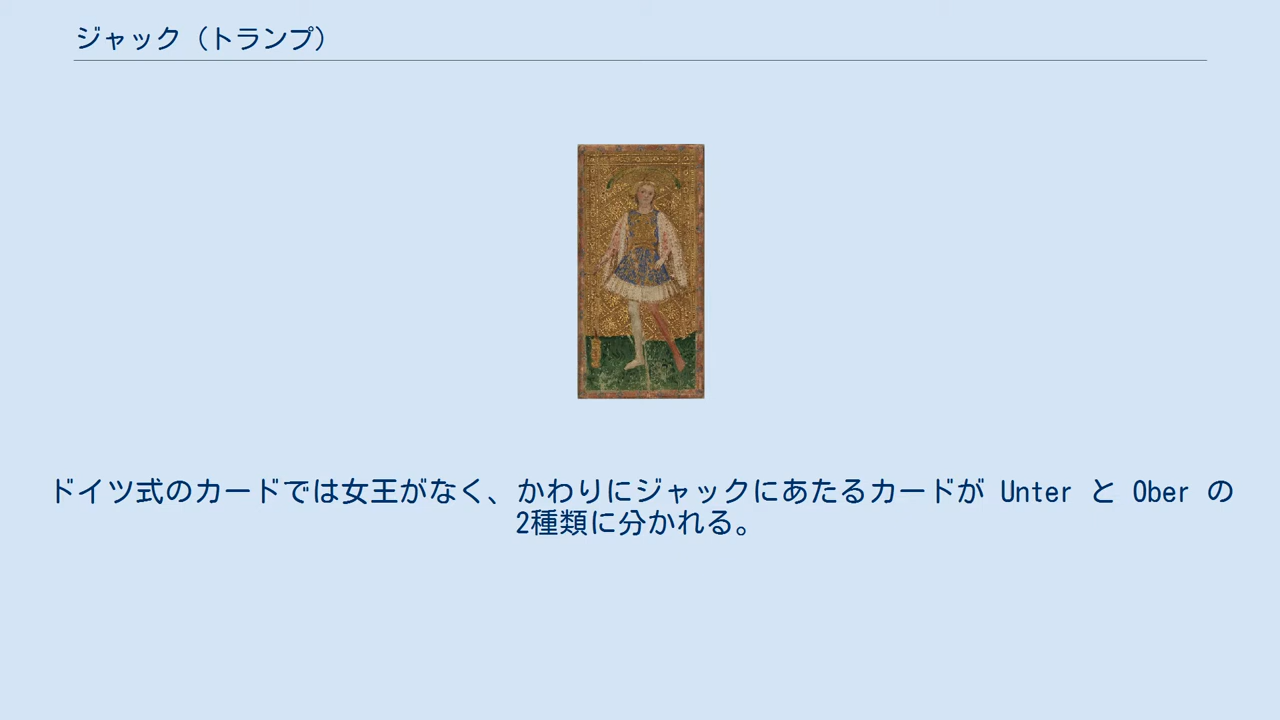 ジャック（トランプ）
ドイツ式のカードでは女王がなく、かわりにジャックにあたるカードが Unter と Ober の
2種類に分かれる。